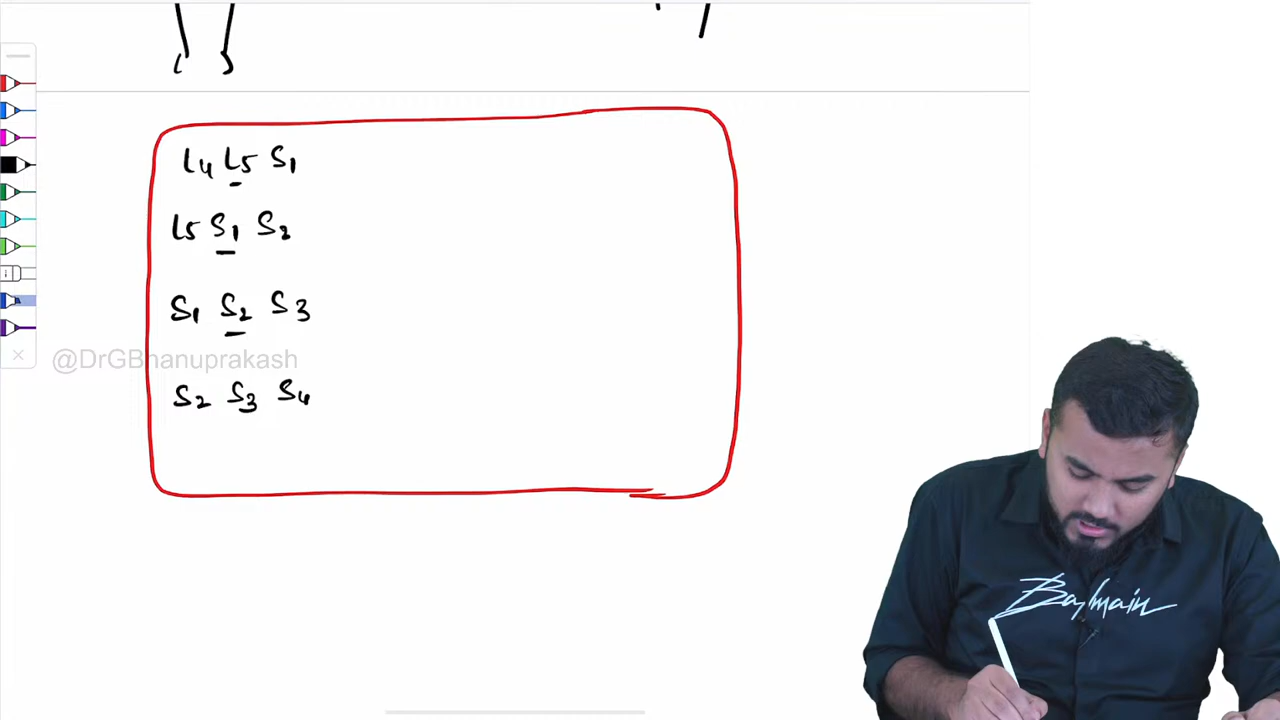 L4 L5 S1
L5 S1 S2
S1 S2 S3
@DrGBhanuprakash
S2 S3 S4
Balmain